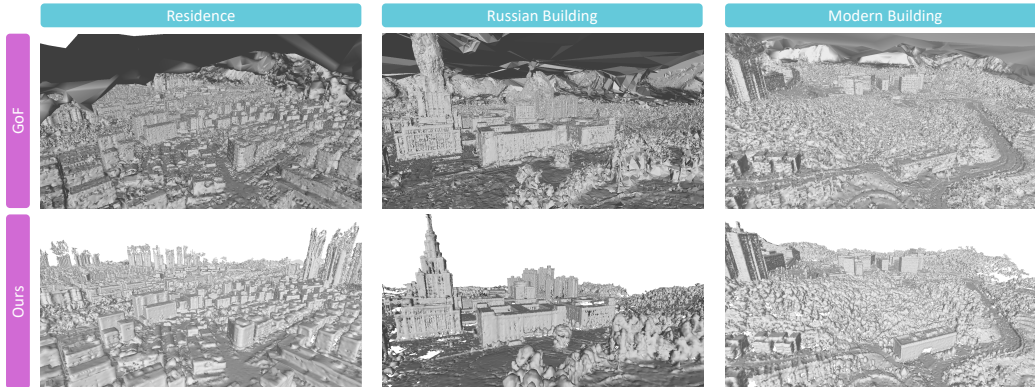 Residence
Russian Building
Modern Building
GoF
Ours